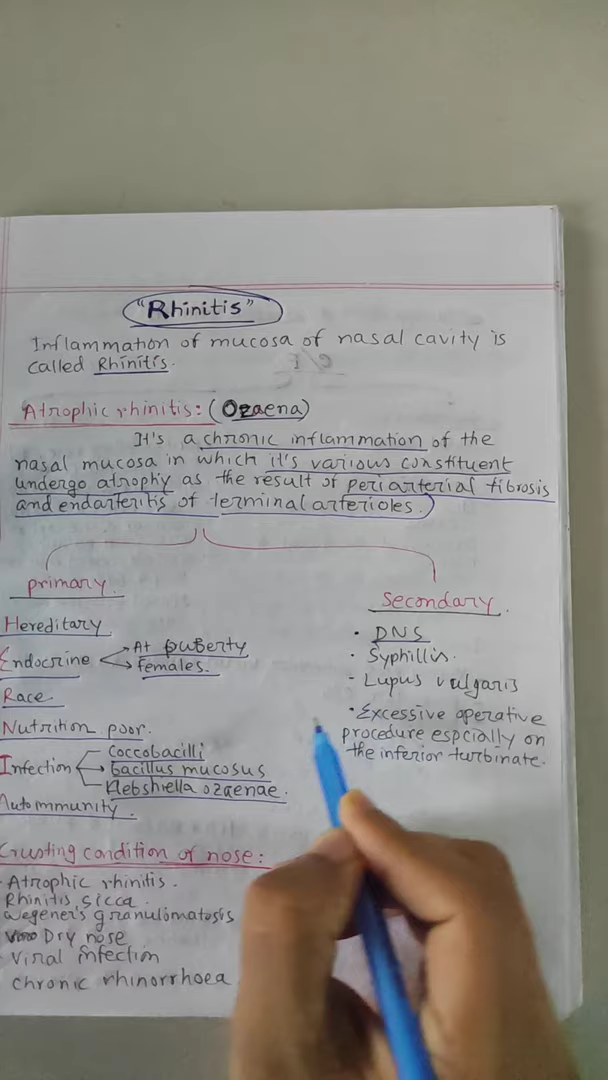 "Rhinitis"
Inflammation of mucosa of nasal cavity is
called Rhinitis.
Atrophic rhinitis: (Ozaena)
It's a chronic inflammation of the
nasal mucosa in which it's various constituent
undergo atrophy as the result of periarterial fibrosis
and endarteritis of terminal arterioles.
primary.
Hereditary
Endocrine
At puberty
females.
Race.
Nutrition poor.
Infection
Coccobacilli
bacillus mucosus
Klebshiella ozaenae.
Autoimmunity.
Secondary.
· DNS
· Syphillis.
- Lupus vulgaris
· Excessive operative
procedure espcially on
the inferior turbinate.
Crusting condition of nose:
- Atrophic rhinitis.
Rhinitis sicca.
wegener's granulomatosis
Dry nose
- Viral infection
chronic rhinorrhoea